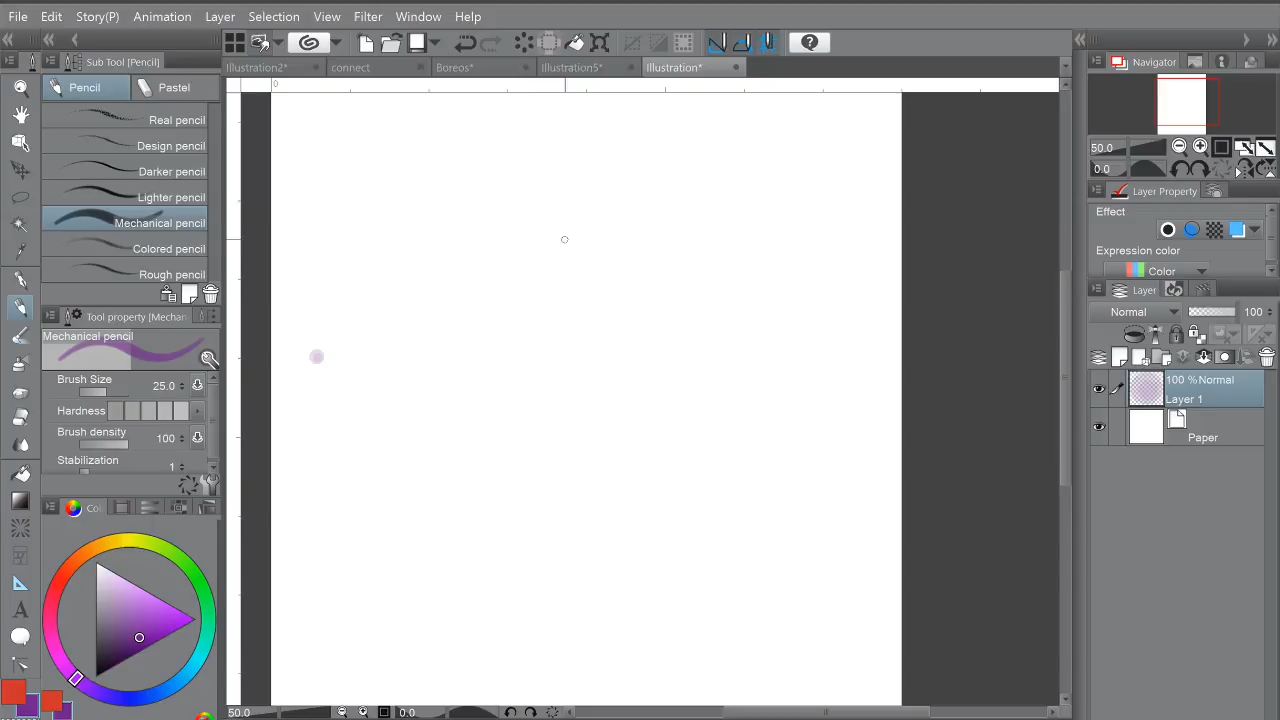 File Edit Story(P) Animation Layer Selection View Filter Window Help
Sub Tool [Pencil]
Pencil Pastel
Real pencil
Design pencil
Darker pencil
Lighter pencil
Mechanical pencil
Colored pencil
Rough pencil
Tool property [Mechan
Mechanical pencil
Brush Size 25.0
Hardness
Brush density 100
Stabilization 1
Col
Illustration2* connect Boreos* Illustration5* Illustration*
0
50.0 0.0
Navigator
50.0
0.0
Layer Property
Effect
Expression color
Color
Layer
Normal 100
100 %Normal
Layer 1
Paper